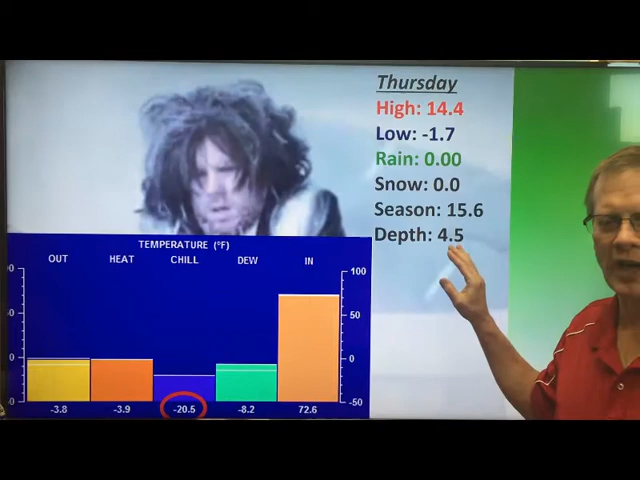 Thursday
High: 14.4
Low: -1.7
Rain: 0.00
Snow: 0.0
Season: 15.6
Depth: 4.5
TEMPERATURE (°F)
OUT HEAT CHILL DEW IN
100
50
0
-50
-3.8 -3.9 -20.5 -8.2 72.6